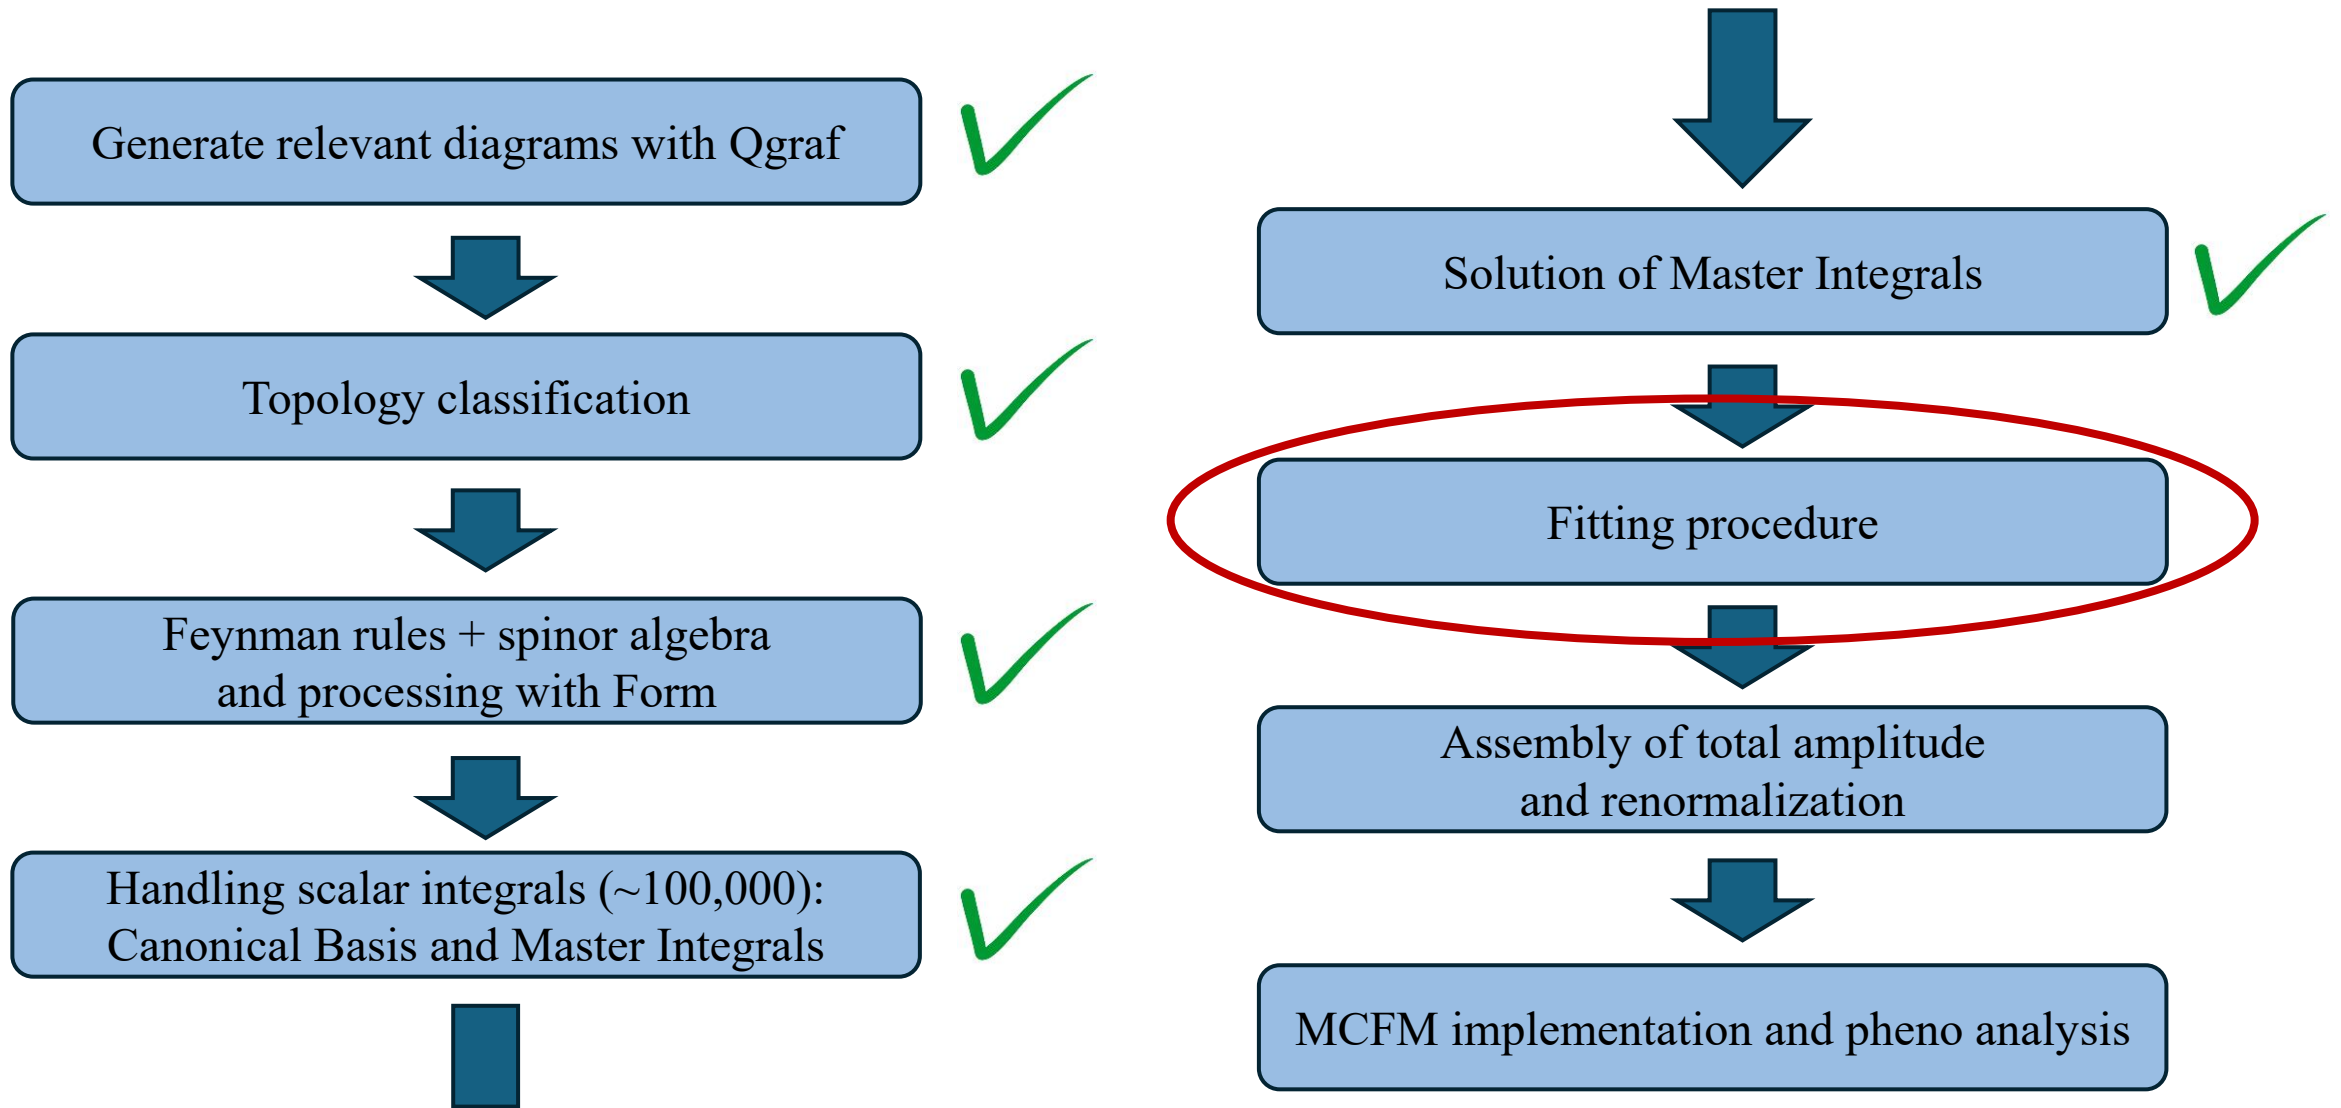 Generate relevant diagrams with Qgraf
Topology classification
Feynman rules + spinor algebra
and processing with Form
Handling scalar integrals (~100,000):
Canonical Basis and Master Integrals
Solution of Master Integrals
Fitting procedure
Assembly of total amplitude
and renormalization
MCFM implementation and pheno analysis